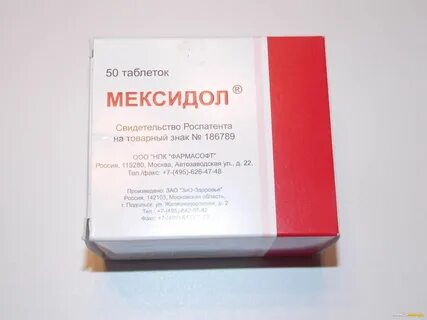 50 таблеток
МЕКСИДОЛ®
Свидетельство Роспатента
на товарный знак № 186789
ООО "НПК "ФАРМАСОФТ"
Россия, 115280, Москва, Автозаводская ул., д. 22.
Тел./факс: +7-(495)-626-47-48
Произведено: ЗАО "ЗиО-Здоровье"
Россия, 142103, Московская область,
г. Подольск, ул. Железнодорожная, д. 2
Тел.:
Факс: